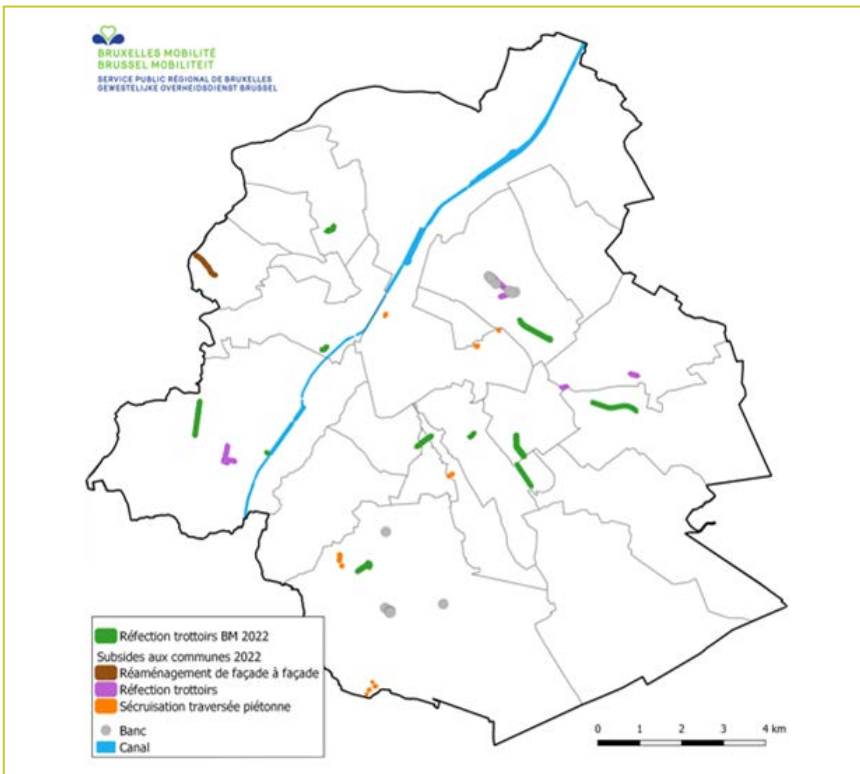 BRUXELLES MOBILITÉ
BRUSSEL MOBILITEIT
SERVICE PUBLIC RÉGIONAL DE BRUXELLES
GEWESTELIJKE OVERHEIDSDIENST BRUSSEL
Réfection trottoirs BM 2022
Subsides aux communes 2022
Réaménagement de façade à façade
Réfection trottoirs
Sécruisation traversée piétonne
Banc
Canal
0 1 2 3 4 km